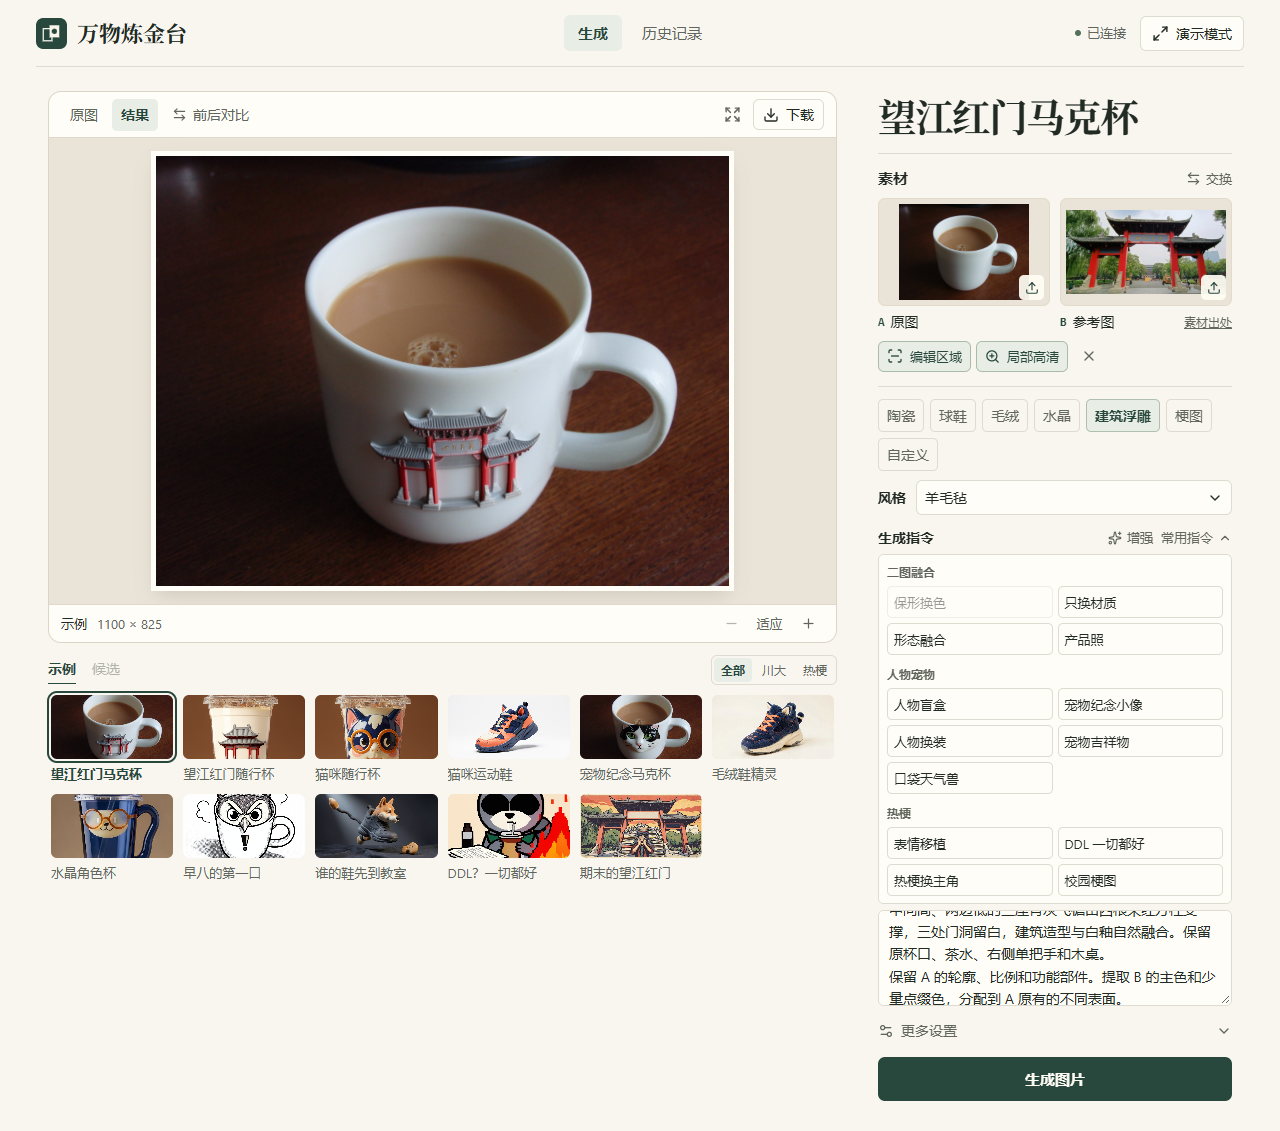 万物炼金台
生成
历史记录
已连接
演示模式
原图
结果
前后对比
下载
望江红门马克杯
素材
交换
A 原图
B 参考图
素材出处
编辑区域
局部高清
陶瓷
球鞋
毛绒
水晶
建筑浮雕
梗图
自定义
风格
羊毛毡
生成指令
增强
常用指令
二图融合
保形换色
只换材质
形态融合
产品照
人物宠物
人物盲盒
宠物纪念小像
人物换装
宠物吉祥物
口袋天气兽
热梗
表情移植
DDL 一切都好
热梗换主角
校园梗图
撑，三处门洞留白，建筑造型与白釉自然融合。保留
原杯口、茶水、右侧单把手和木桌。
保留 A 的轮廓、比例和功能部件。提取 B 的主色和少
量点缀色，分配到 A 原有的不同表面。
更多设置
生成图片
示例
1100 × 825
适应
示例
候选
全部
川大
热梗
望江红门马克杯
望江红门随行杯
猫咪随行杯
猫咪运动鞋
宠物纪念马克杯
毛绒鞋精灵
水晶角色杯
早八的第一口
谁的鞋先到教室
DDL？一切都好
期末的望江红门